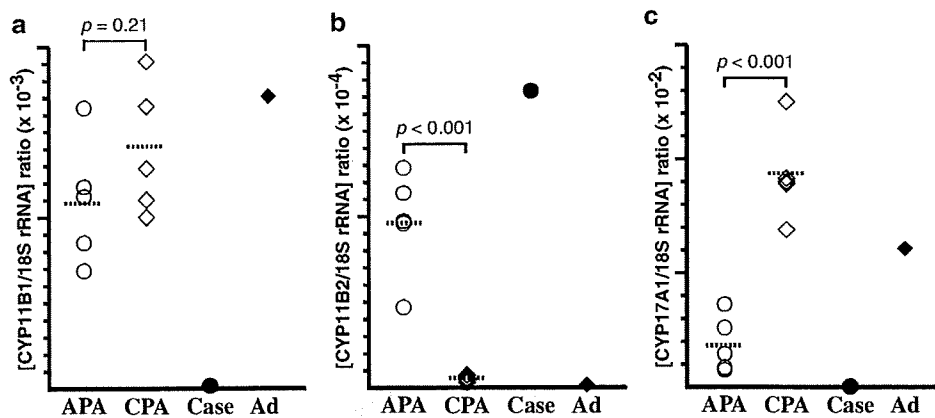 a
p = 0.21
[CYP11B1/18S rRNA] ratio (x 10⁻³)
APA CPA Case Ad
b
p < 0.001
[CYP11B2/18S rRNA] ratio (x 10⁻⁴)
APA CPA Case Ad
c
p < 0.001
[CYP17A1/18S rRNA] ratio (x 10⁻²)
APA CPA Case Ad